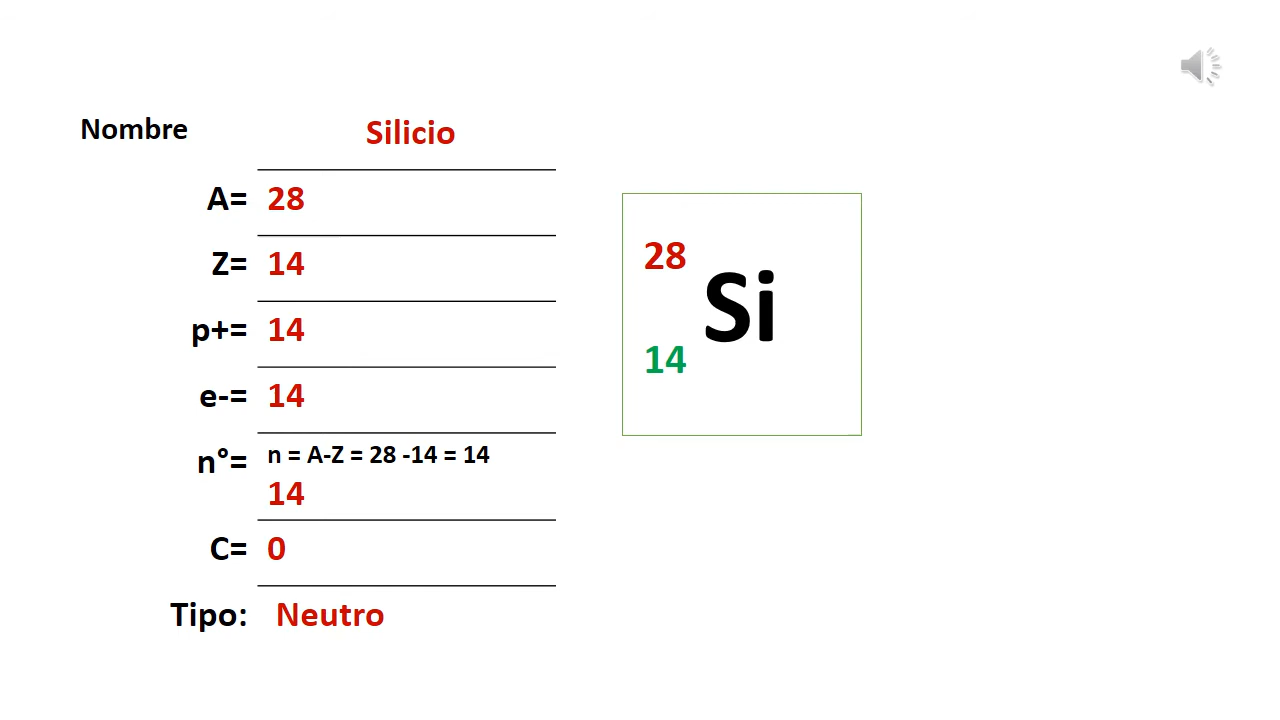 Nombre Silicio
A= 28
Z= 14
p+= 14
e-= 14
n°= n = A-Z = 28 -14 = 14
14
C= 0
Tipo: Neutro
28
Si
14